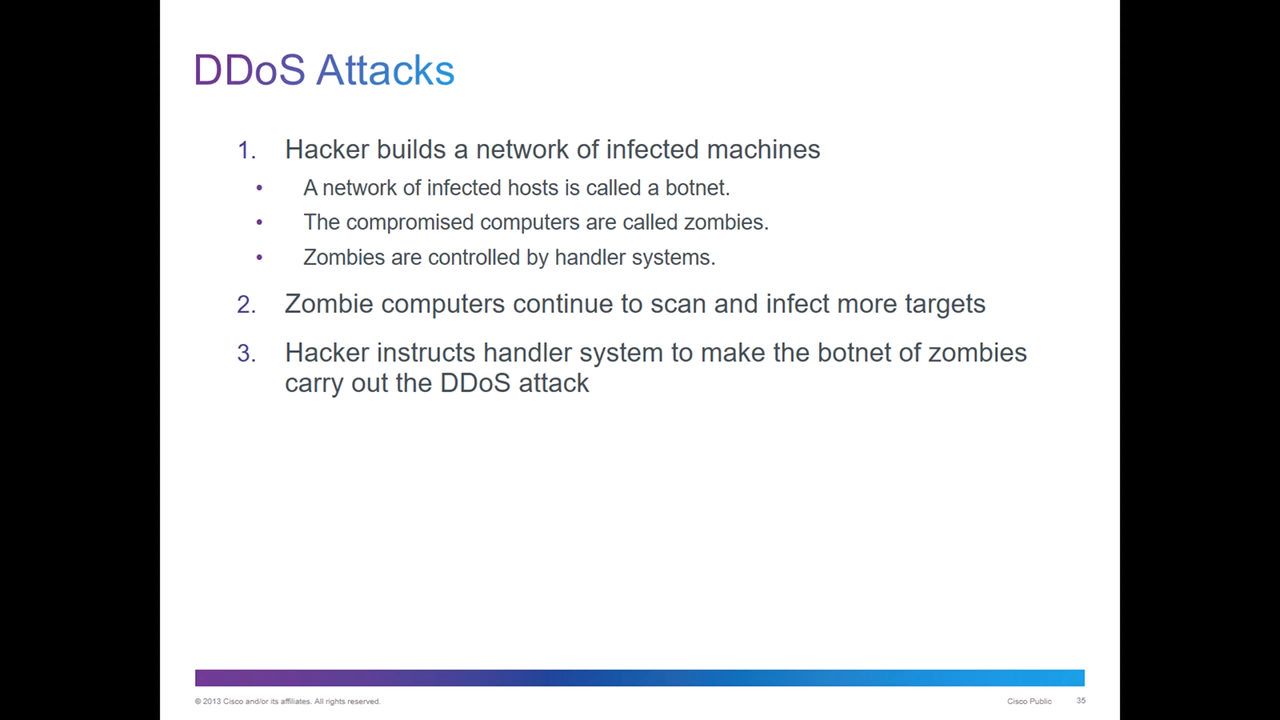 DDoS Attacks
1. Hacker builds a network of infected machines
• A network of infected hosts is called a botnet.
• The compromised computers are called zombies.
• Zombies are controlled by handler systems.
2. Zombie computers continue to scan and infect more targets
3. Hacker instructs handler system to make the botnet of zombies
carry out the DDoS attack
© 2013 Cisco and/or its affiliates. All rights reserved.
Cisco Public 35